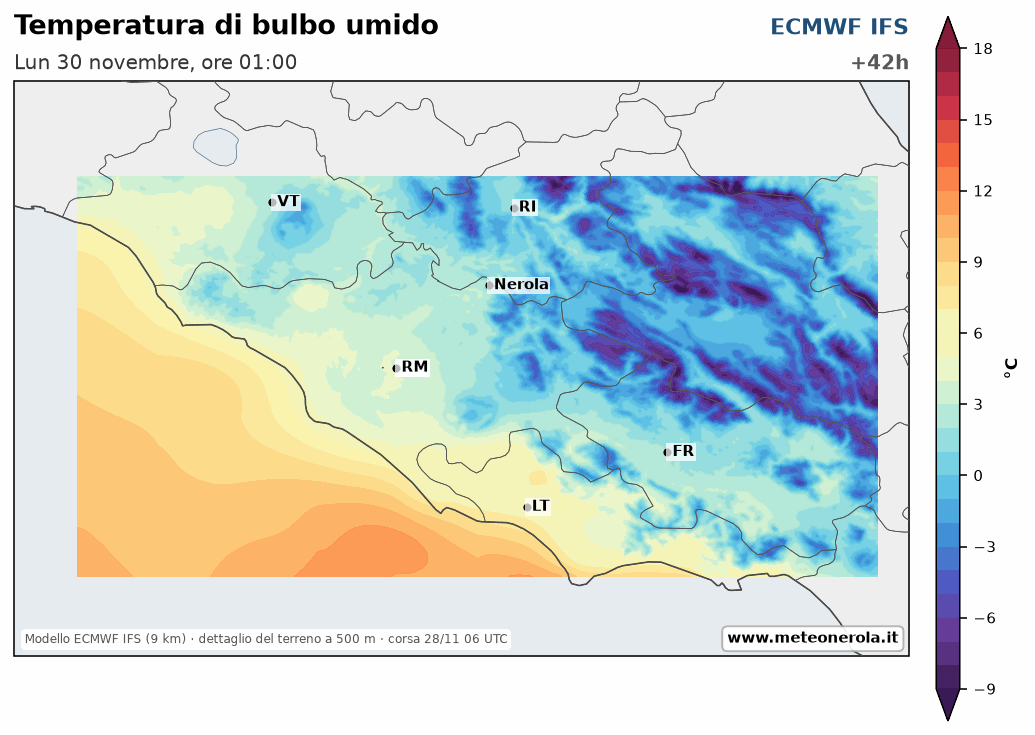 Temperatura di bulbo umido
ECMWF IFS
Lun 30 novembre, ore 01:00
+42h
VT
RI
Nerola
RM
FR
LT
18
15
12
9
6
3
0
−3
−6
−9
°C
Modello ECMWF IFS (9 km) · dettaglio del terreno a 500 m · corsa 28/11 06 UTC
www.meteonerola.it